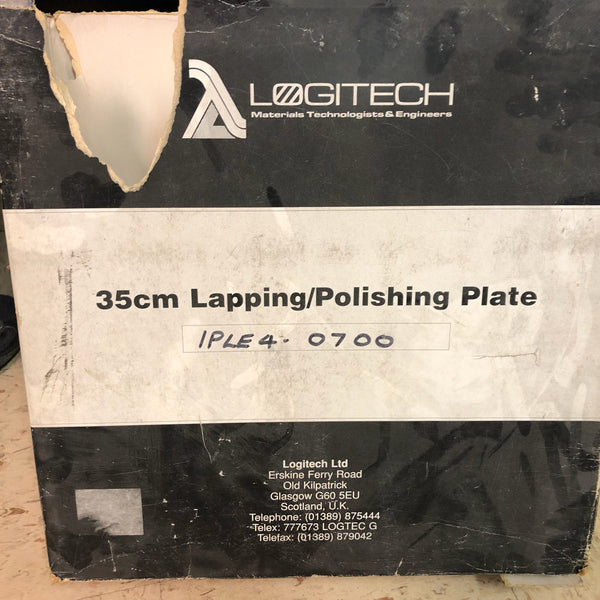 LOGITECH
Materials Technologists & Engineers
35cm Lapping/Polishing Plate
IPLE4- 0700
Logitech Ltd
Erskine Ferry Road
Old Kilpatrick
Glasgow G60 5EU
Scotland, U.K.
Telephone: (01389) 875444
Telex: 777673 LOGTEC G
Telefax: (01389) 879042